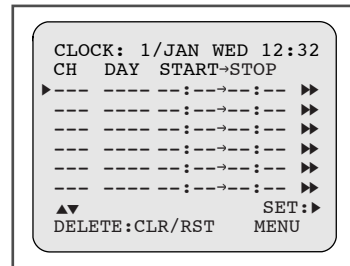 CLOCK: 1/JAN WED 12:32
CH DAY START→STOP
▶--- ---- --:--→--:-- ▶▶
--- ---- --:--→--:-- ▶▶
--- ---- --:--→--:-- ▶▶
--- ---- --:--→--:-- ▶▶
--- ---- --:--→--:-- ▶▶
--- ---- --:--→--:-- ▶▶
▲▼ SET:▶
DELETE:CLR/RST MENU